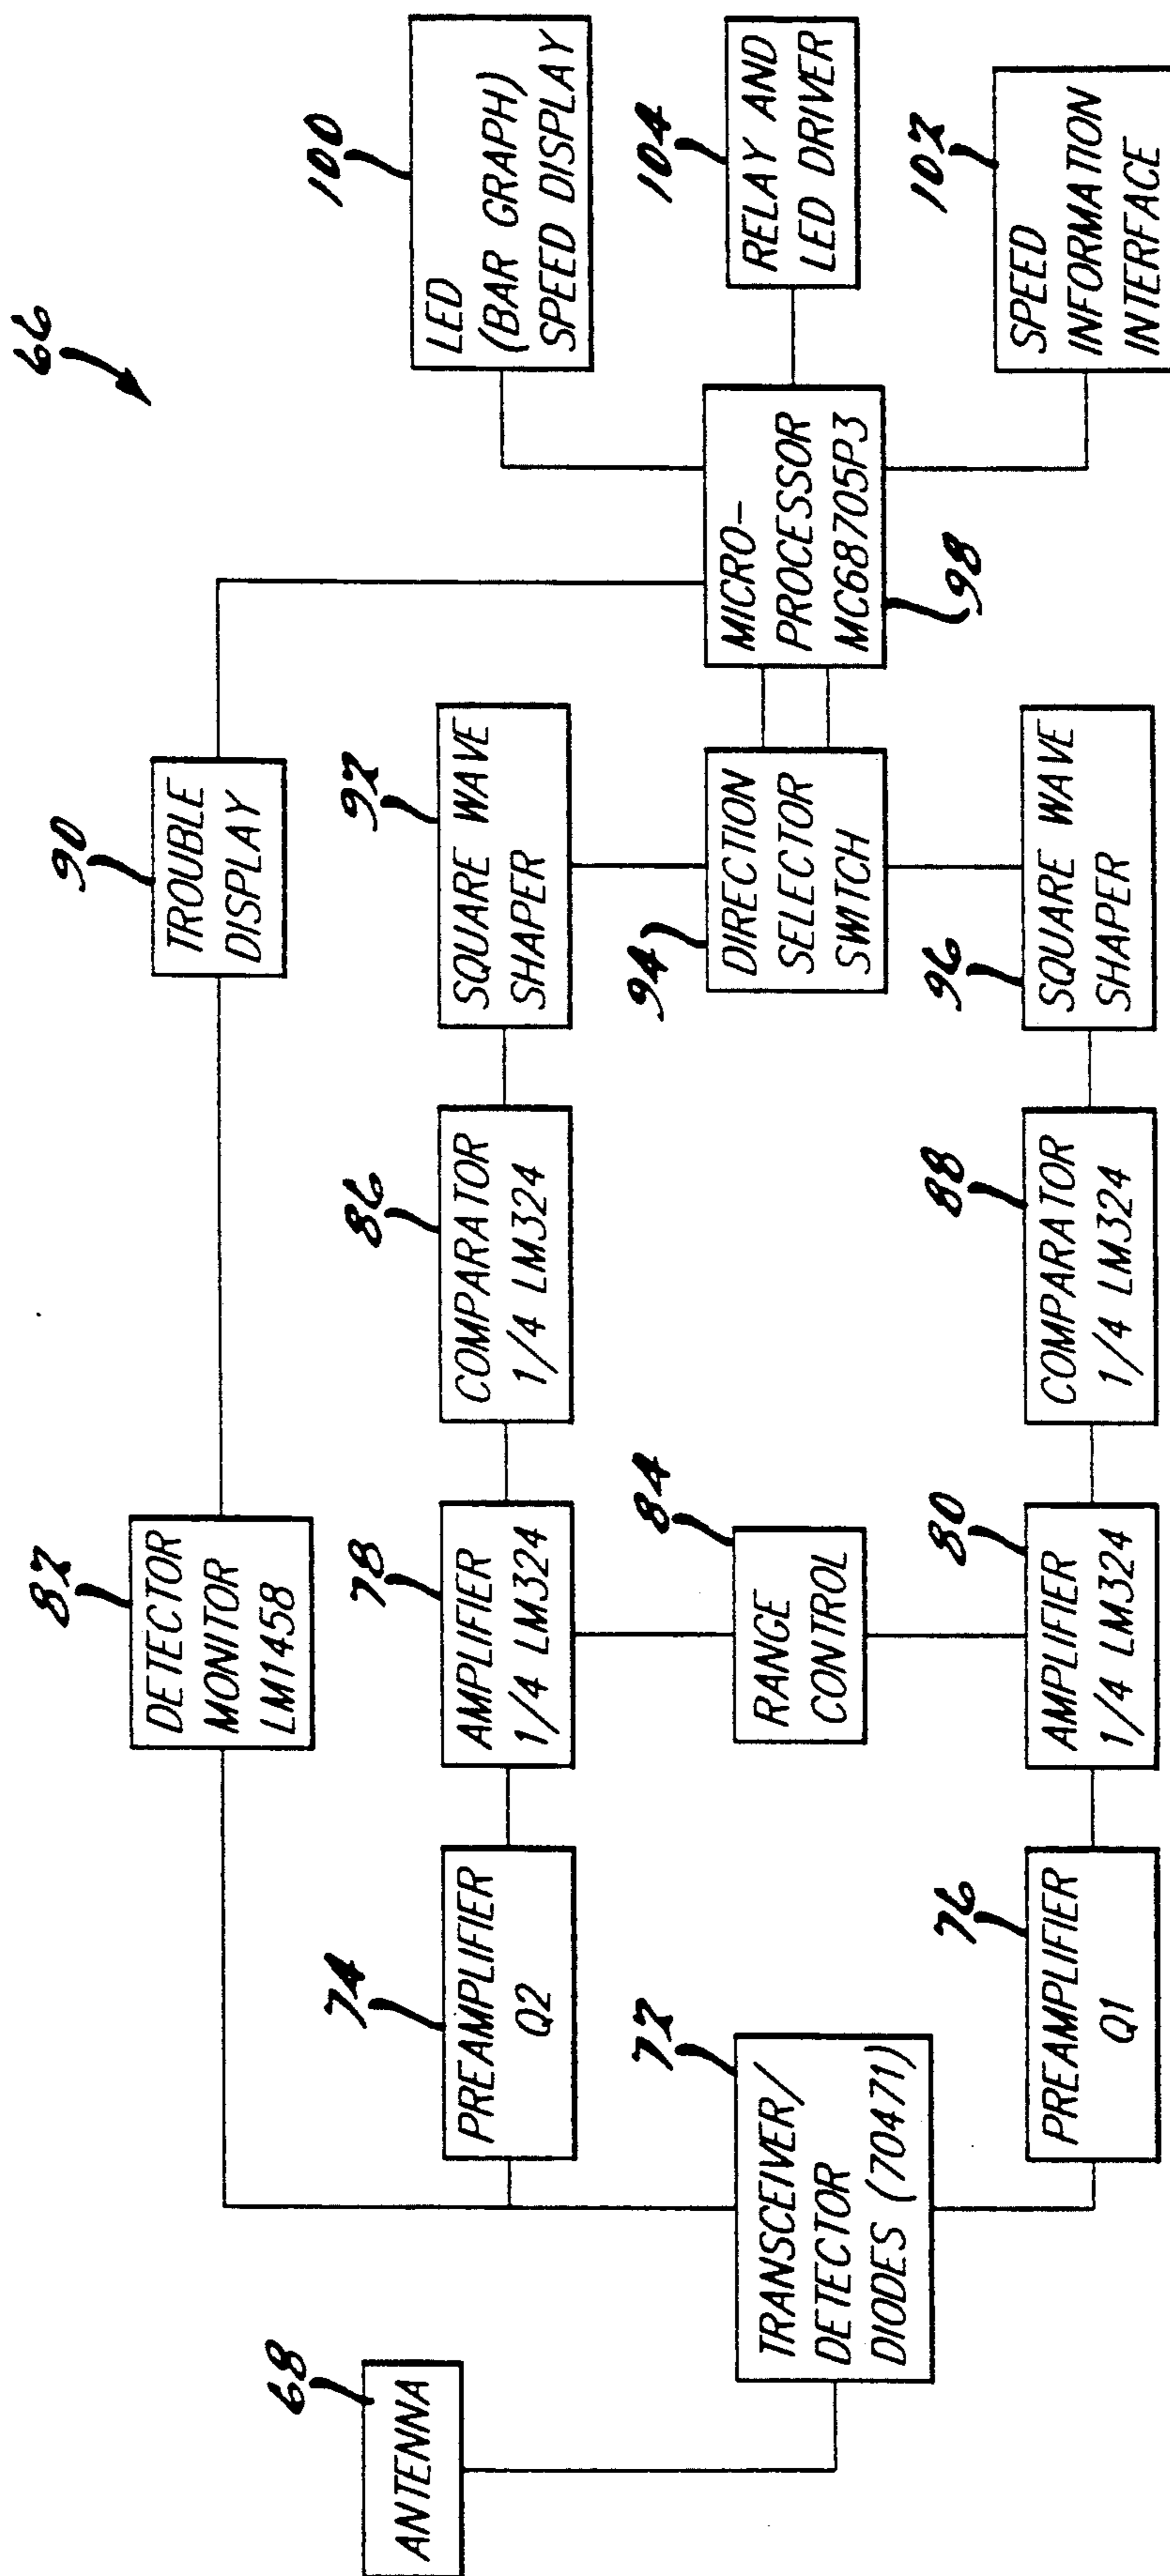 66
68
ANTENNA
72
TRANSCEIVER/
DETECTOR
DIODES (70471)
74
PREAMPLIFIER
Q2
76
PREAMPLIFIER
Q1
82
DETECTOR
MONITOR
LM1458
78
AMPLIFIER
1/4 LM324
84
RANGE
CONTROL
80
AMPLIFIER
1/4 LM324
86
COMPARATOR
1/4 LM324
88
COMPARATOR
1/4 LM324
90
TROUBLE
DISPLAY
92
SQUARE WAVE
SHAPER
94
DIRECTION
SELECTOR
SWITCH
96
SQUARE WAVE
SHAPER
MICRO-
PROCESSOR
MC68705P3
98
100
LED
(BAR GRAPH)
SPEED DISPLAY
104
RELAY AND
LED DRIVER
102
SPEED
INFORMATION
INTERFACE